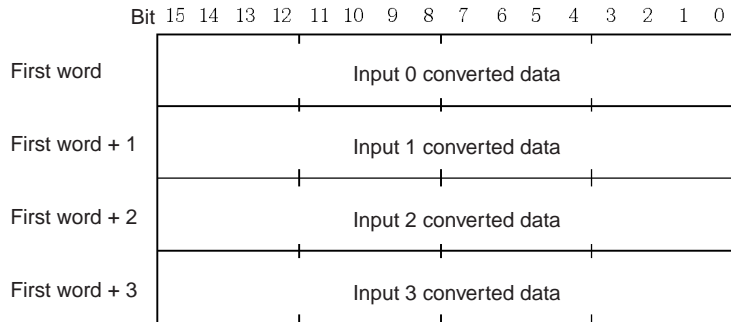 Bit 15 14 13 12 11 10 9 8 7 6 5 4 3 2 1 0
First word Input 0 converted data
First word + 1 Input 1 converted data
First word + 2 Input 2 converted data
First word + 3 Input 3 converted data